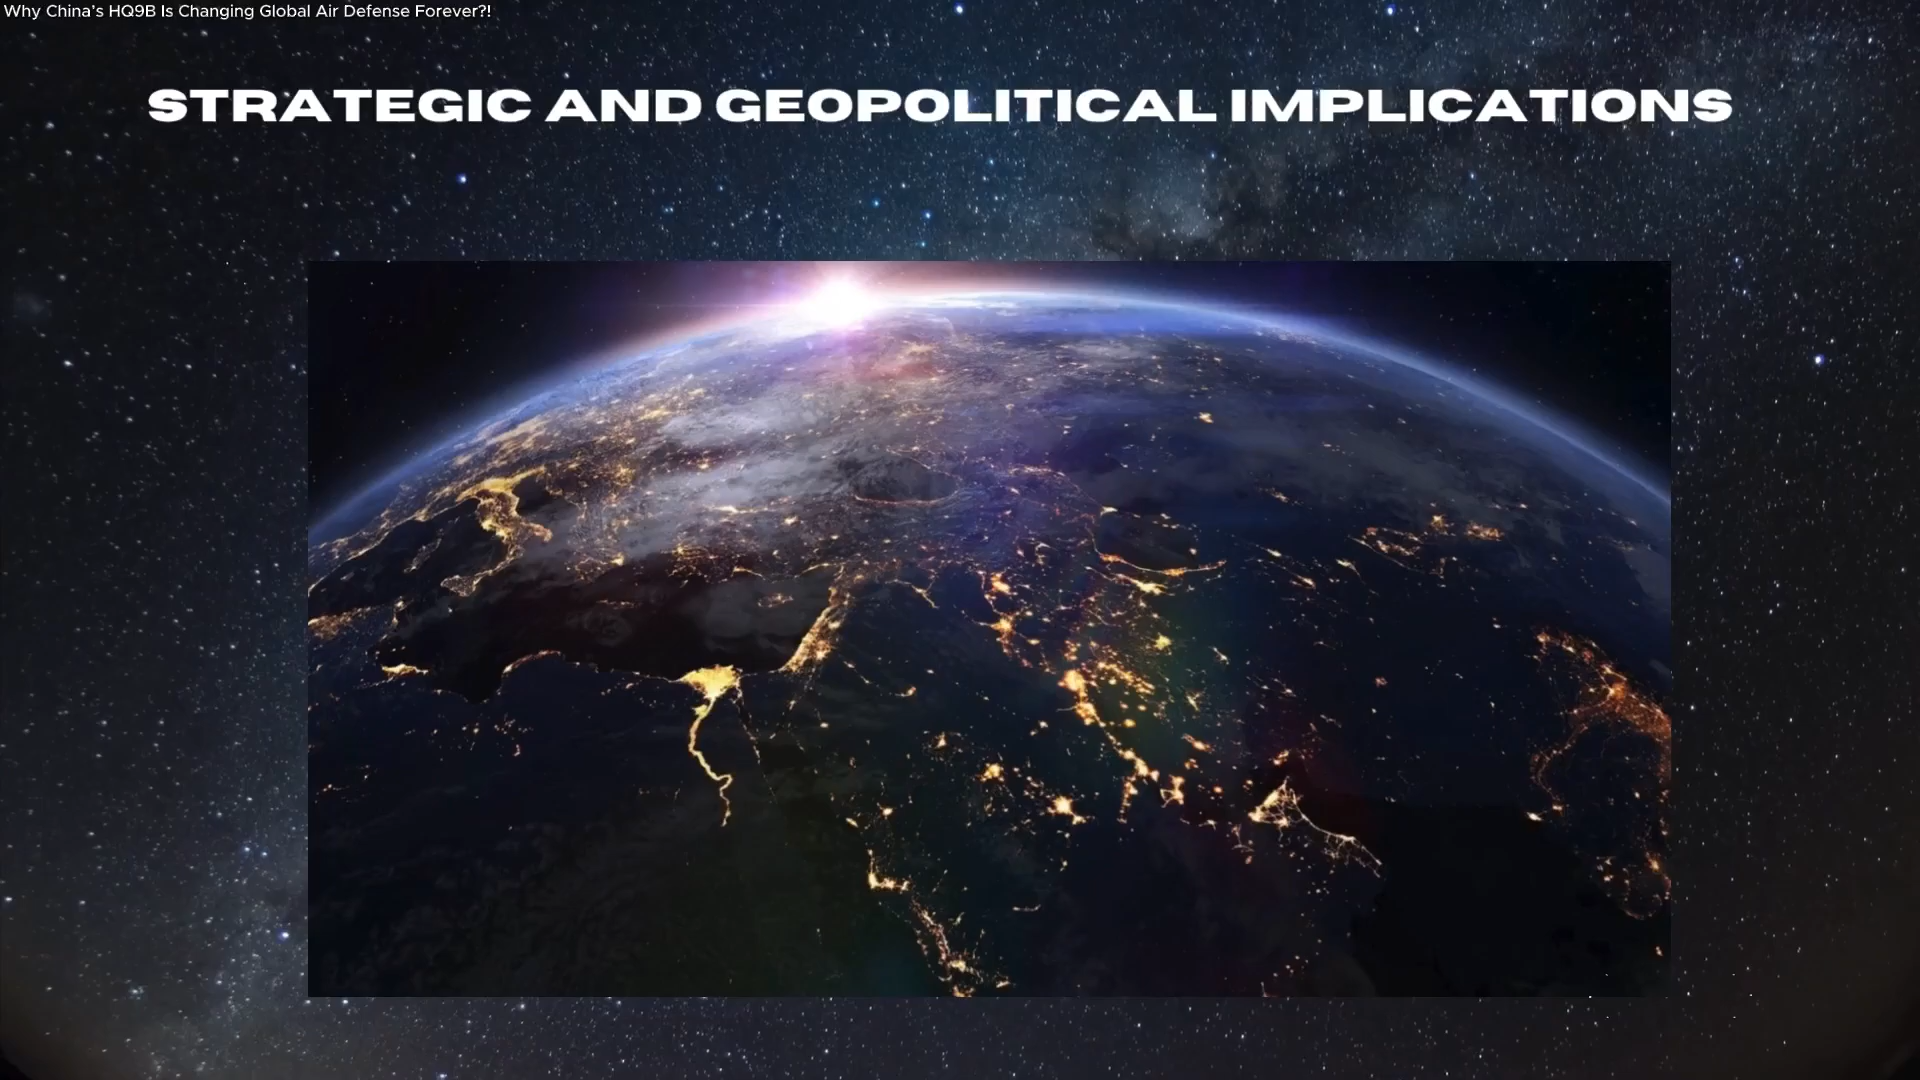 Why China’s HQ9B Is Changing Global Air Defense Forever?!
STRATEGIC AND GEOPOLITICAL IMPLICATIONS